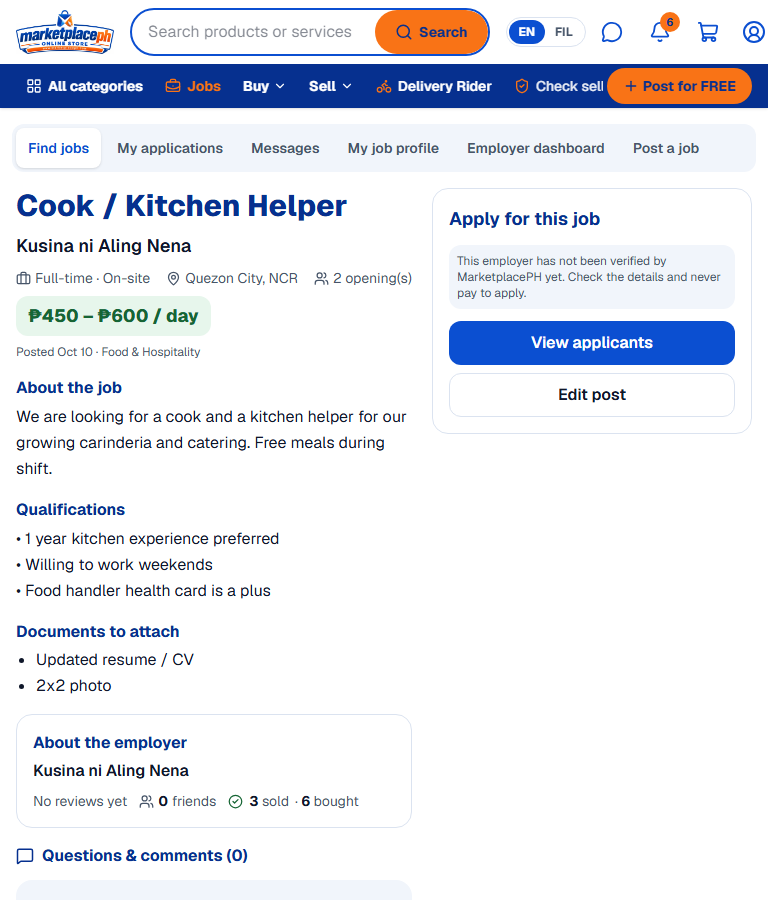 marketplaceph
ONLINE STORE
Search products or services
Search
EN
FIL
6
All categories
Jobs
Buy
Sell
Delivery Rider
Check sell
+ Post for FREE
Find jobs
My applications
Messages
My job profile
Employer dashboard
Post a job
Cook / Kitchen Helper
Kusina ni Aling Nena
Full-time · On-site
Quezon City, NCR
2 opening(s)
₱450 – ₱600 / day
Posted Oct 10 · Food & Hospitality
About the job
We are looking for a cook and a kitchen helper for our
growing carinderia and catering. Free meals during
shift.
Qualifications
• 1 year kitchen experience preferred
• Willing to work weekends
• Food handler health card is a plus
Documents to attach
• Updated resume / CV
• 2x2 photo
About the employer
Kusina ni Aling Nena
No reviews yet
0 friends
3 sold · 6 bought
Questions & comments (0)
Apply for this job
This employer has not been verified by
MarketplacePH yet. Check the details and never
pay to apply.
View applicants
Edit post